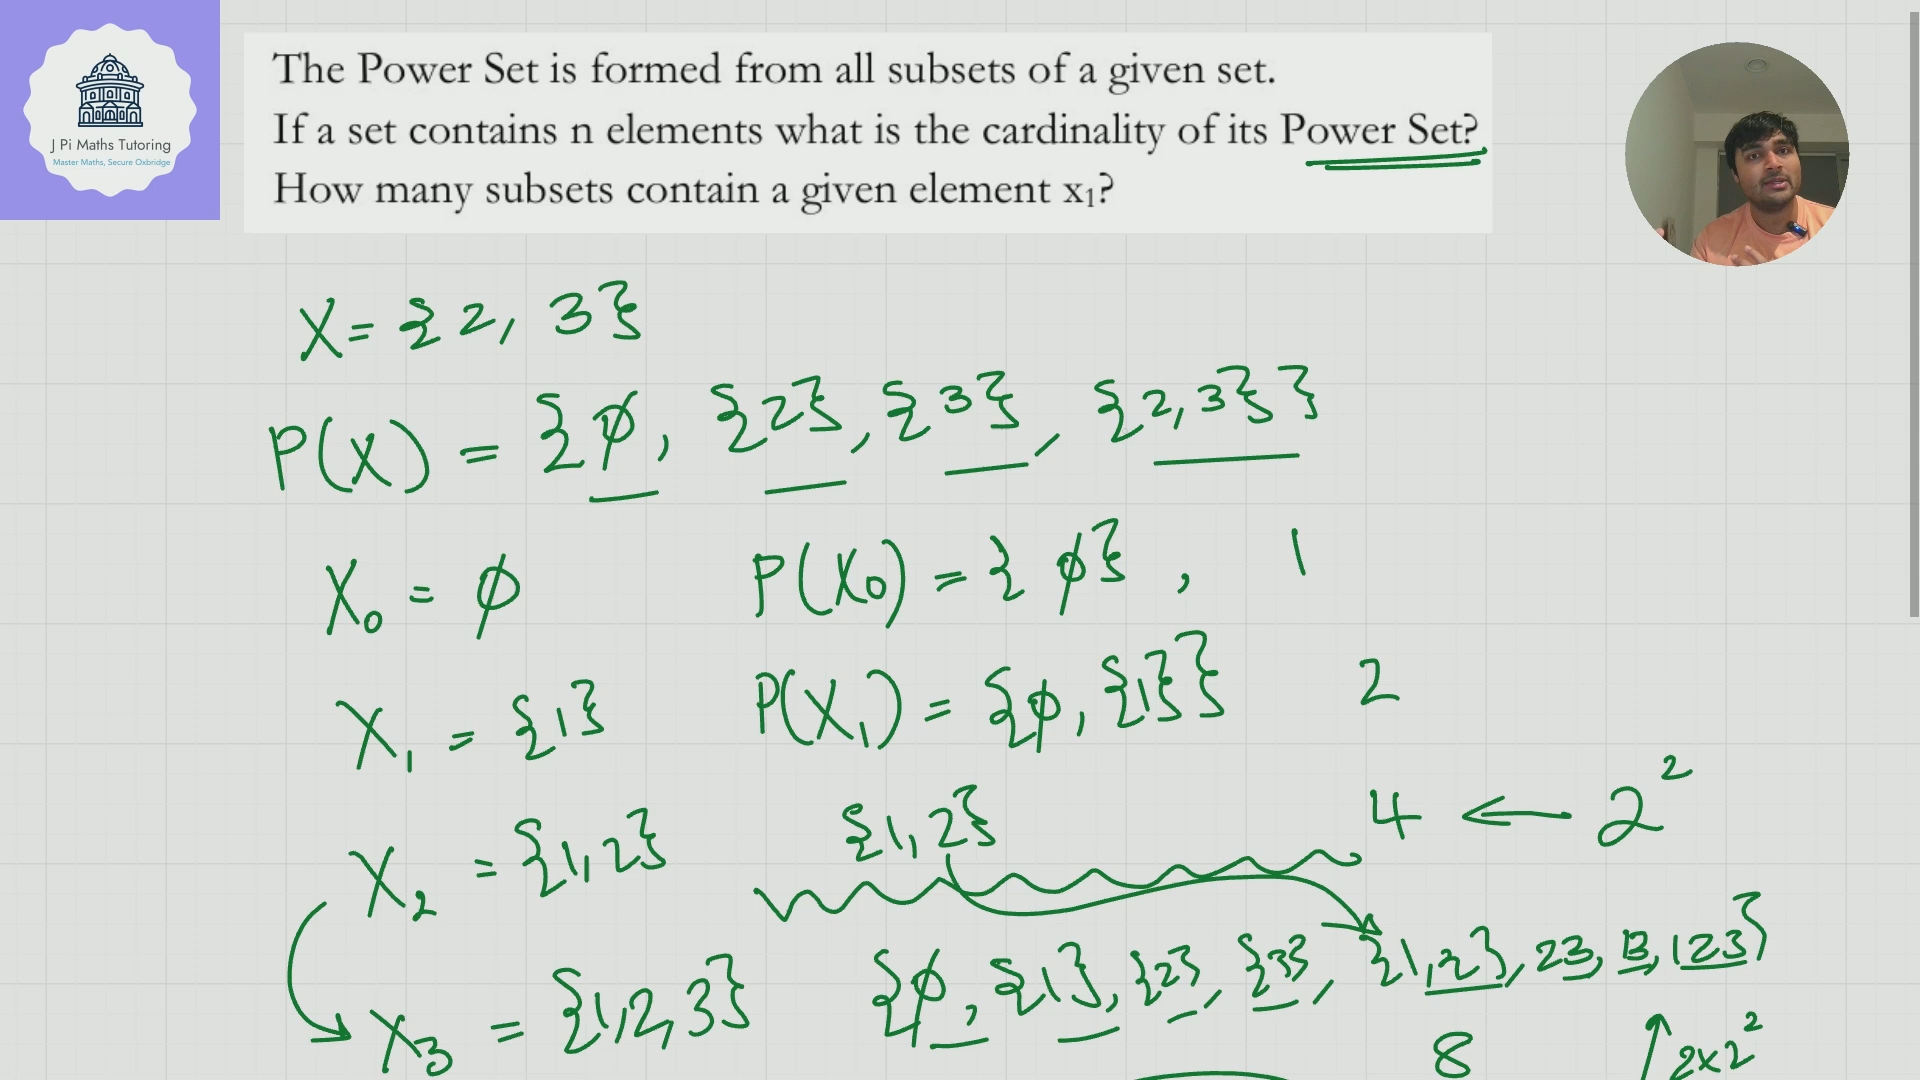 J Pi Maths Tutoring
Master Maths, Secure Oxbridge
The Power Set is formed from all subsets of a given set.
If a set contains n elements what is the cardinality of its Power Set?
How many subsets contain a given element x₁?
X = {2, 3}
P(X) = {∅, {2}, {3}, {2,3}}
X₀ = ∅ P(X₀) = {∅}, 1
X₁ = {1} P(X₁) = {∅, {1}} 2
X₂ = {1,2} {1,2} 4 ← 2²
X₃ = {1,2,3} {∅, {1}, {2}, {3}, {1,2}, 23, 13, 123}
8 ↑ 2x2²